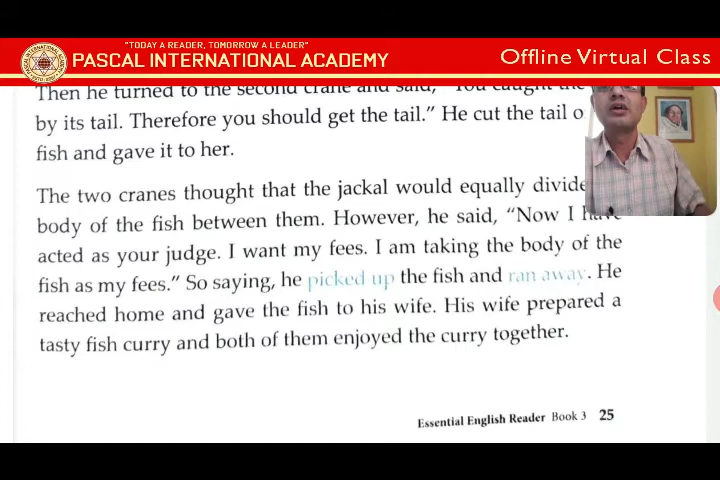 "TODAY A READER, TOMORROW A LEADER"
PASCAL INTERNATIONAL ACADEMY
Offline Virtual Class
Then he turned to the second crane and said, "You caught the
by its tail. Therefore you should get the tail." He cut the tail o
fish and gave it to her.
The two cranes thought that the jackal would equally divide
body of the fish between them. However, he said, "Now I have
acted as your judge. I want my fees. I am taking the body of the
fish as my fees." So saying, he picked up the fish and ran away. He
reached home and gave the fish to his wife. His wife prepared a
tasty fish curry and both of them enjoyed the curry together.
Essential English Reader Book 3 25